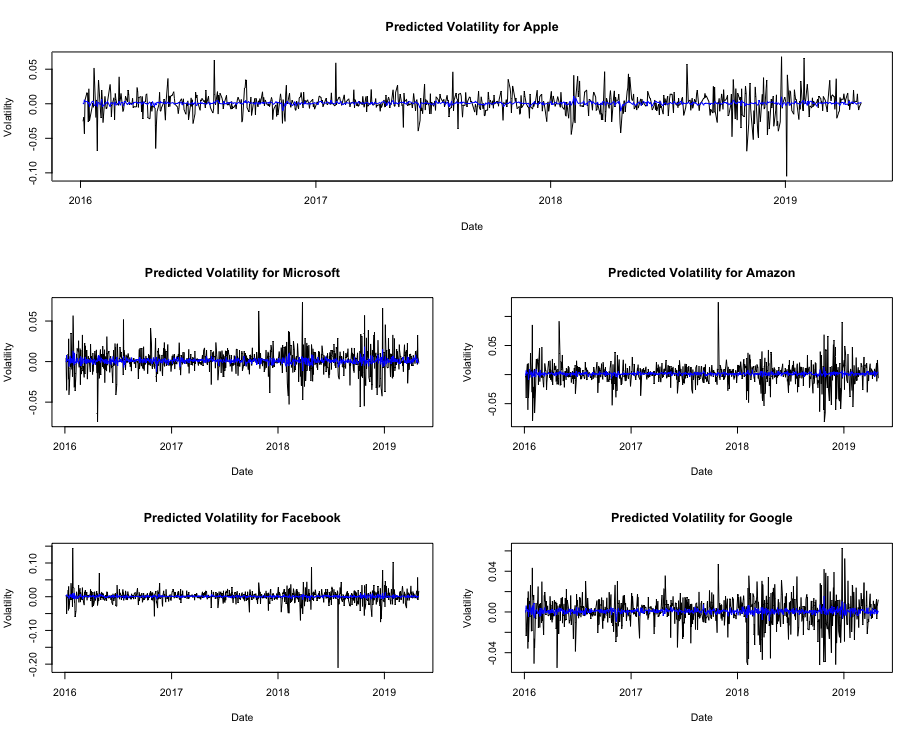 Predicted Volatility for Apple
Volatility
0.05
0.00
-0.05
-0.10
2016 2017 2018 2019
Date
Predicted Volatility for Microsoft
Volatility
0.05
0.00
-0.05
2016 2017 2018 2019
Date
Predicted Volatility for Amazon
Volatility
0.05
-0.05
2016 2017 2018 2019
Date
Predicted Volatility for Facebook
Volatility
0.10
0.00
-0.10
-0.20
2016 2017 2018 2019
Date
Predicted Volatility for Google
Volatility
0.04
0.00
-0.04
2016 2017 2018 2019
Date